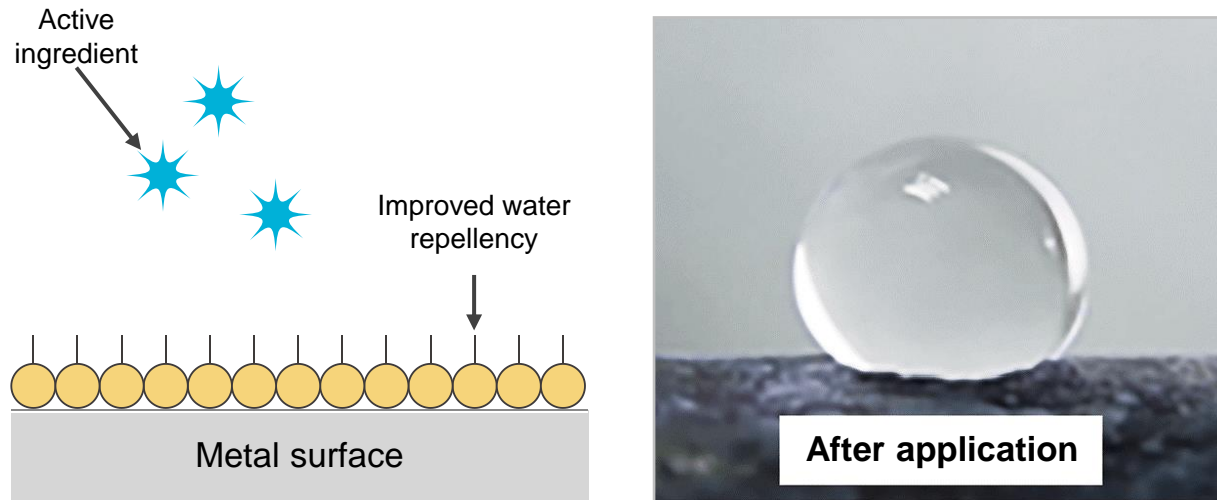 Active
ingredient
Improved water
repellency
Metal surface
After application